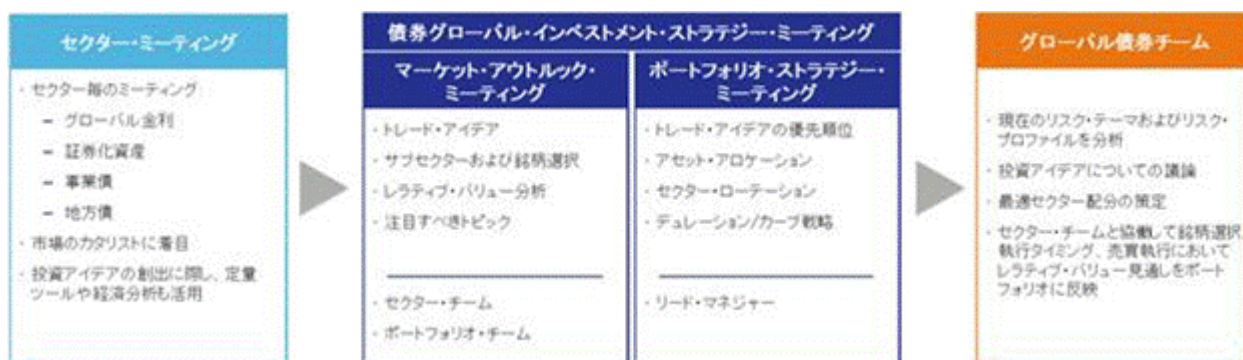 セクター・ミーティング
・セクター毎のミーティング
− グローバル金利
− 証券化資産
− 事業債
− 地方債
・市場のカタリストに着目
・投資アイデアの創出に際し、定量
ツールや経済分析も活用
債券グローバル・インベストメント・ストラテジー・ミーティング
マーケット・アウトルック・
ミーティング
・トレード・アイデア
・サブセクターおよび銘柄選択
・レラティブ・バリュー分析
・注目すべきトピック
・セクター・チーム
・ポートフォリオ・チーム
ポートフォリオ・ストラテジー・
ミーティング
・トレード・アイデアの優先順位
・アセット・アロケーション
・セクター・ローテーション
・デュレーション/カーブ戦略
・リード・マネジャー
グローバル債券チーム
・現在のリスク・テーマおよびリスク・
プロファイルを分析
・投資アイデアについての議論
・最適セクター配分の策定
・セクター・チームと協働して銘柄選択、
執行タイミング、売買執行において
レラティブ・バリュー見通しをポート
フォリオに反映